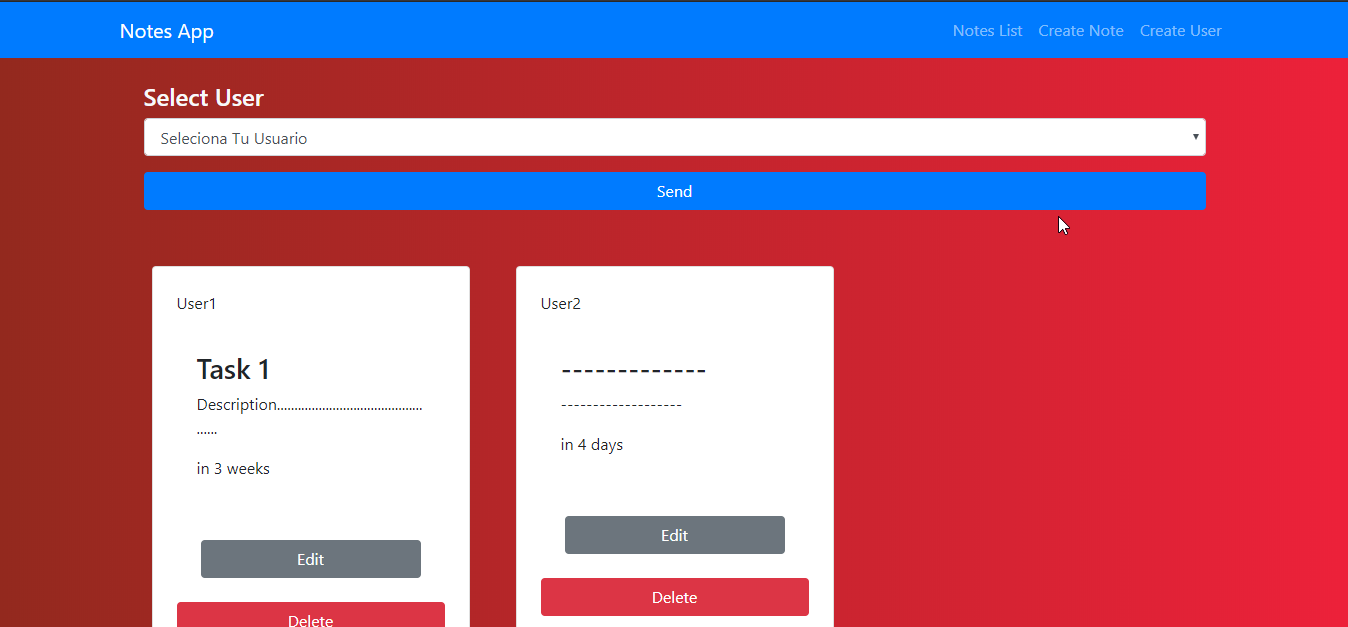 Notes App
Notes List
Create Note
Create User
Select User
Seleciona Tu Usuario
Send
User1
Task 1
Description..........................................
......
in 3 weeks
Edit
Delete
User2
-------------
-------------------
in 4 days
Edit
Delete